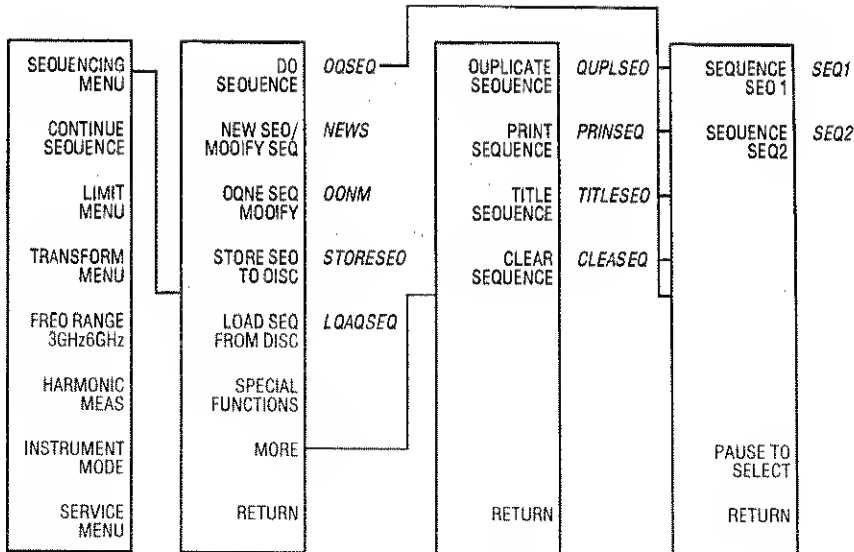 SEOUENCING
MENU
CONTINUE
SEOUENCE
LIMIT
MENU
TRANSFORM
MENU
FREO RANGE
3GHz6GHz
HARMONIC
MEAS
INSTRUMENT
MODE
SERVICE
MENU
DO
SEQUENCE
OQSEQ
NEW SEO/
MOOIFY SEQ
NEWS
OQNE SEQ
MOOIFY
OONM
STORE SEO
TO OISC
STORESEO
LOAD SEQ
FROM DISC
LQAQSEQ
SPECIAL
FUNCTIONS
MORE
RETURN
OUPLICATE
SEQUENCE
QUPLSEO
PRINT
SEQUENCE
PRINSEQ
TITLE
SEQUENCE
TITLESEO
CLEAR
SEQUENCE
CLEASEQ
RETURN
SEQUENCE
SEO 1
SEQ1
SEQUENCE
SEQ2
SEQ2
PAUSE TO
SELECT
RETURN